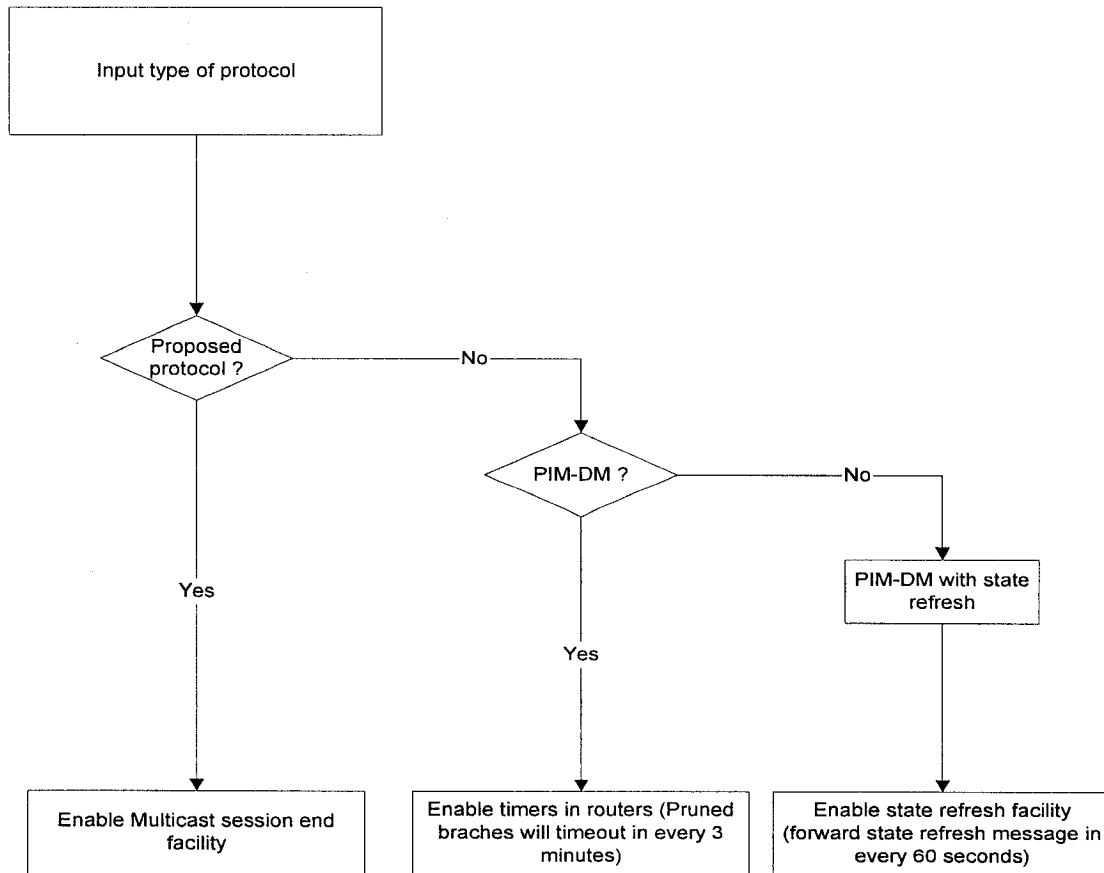 Input type of protocol
Proposed
protocol ?
No
PIM-DM ?
No
Yes
PIM-DM with state
refresh
Yes
Enable Multicast session end
facility
Enable timers in routers (Pruned
braches will timeout in every 3
minutes)
Enable state refresh facility
(forward state refresh message in
every 60 seconds)